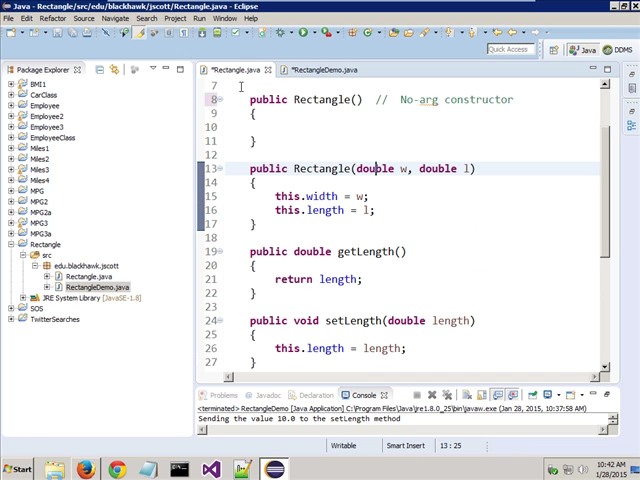 Java - Rectangle/src/edu/blackhawk/jscott/Rectangle.java - Eclipse
File Edit Refactor Source Navigate Search Project Run Window Help
Quick Access
Java
DDMS
Package Explorer
*Rectangle.java
*RectangleDemo.java
BMI1
CarClass
Employee
Employee2
Employee3
EmployeeClass
Miles1
Miles2
Miles3
Miles4
MPG
MPG2
MPG2a
MPG3
MPG3a
Rectangle
src
edu.blackhawk.jscott
Rectangle.java
RectangleDemo.java
JRE System Library [JavaSE-1.8]
SOS
TwitterSearches
7
8 public Rectangle() // No-arg constructor
9 {
10
11 }
12
13 public Rectangle(double w, double l)
14 {
15 this.width = w;
16 this.length = l;
17 }
18
19 public double getLength()
20 {
21 return length;
22 }
23
24 public void setLength(double length)
25 {
26 this.length = length;
27 }
Problems Javadoc Declaration Console
<terminated> RectangleDemo [Java Application] C:\Program Files\Java\jre1.8.0_25\bin\javaw.exe (Jan 28, 2015, 10:37:58 AM)
Sending the value 10.0 to the setLength method
Writable Smart Insert 13 : 25
Start
10:42 AM
1/28/2015